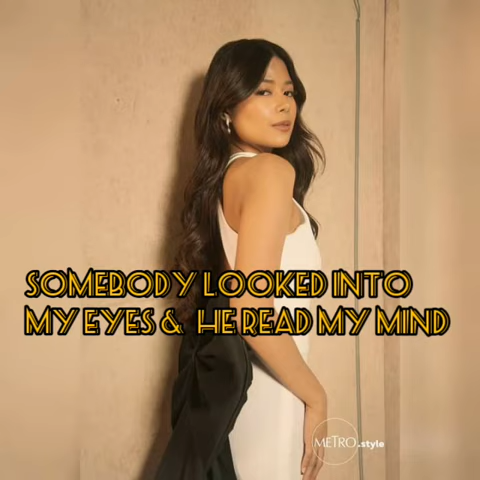 SOMEBODY LOOKED INTO
MY EYES & HE READ MY MIND
METRO.style